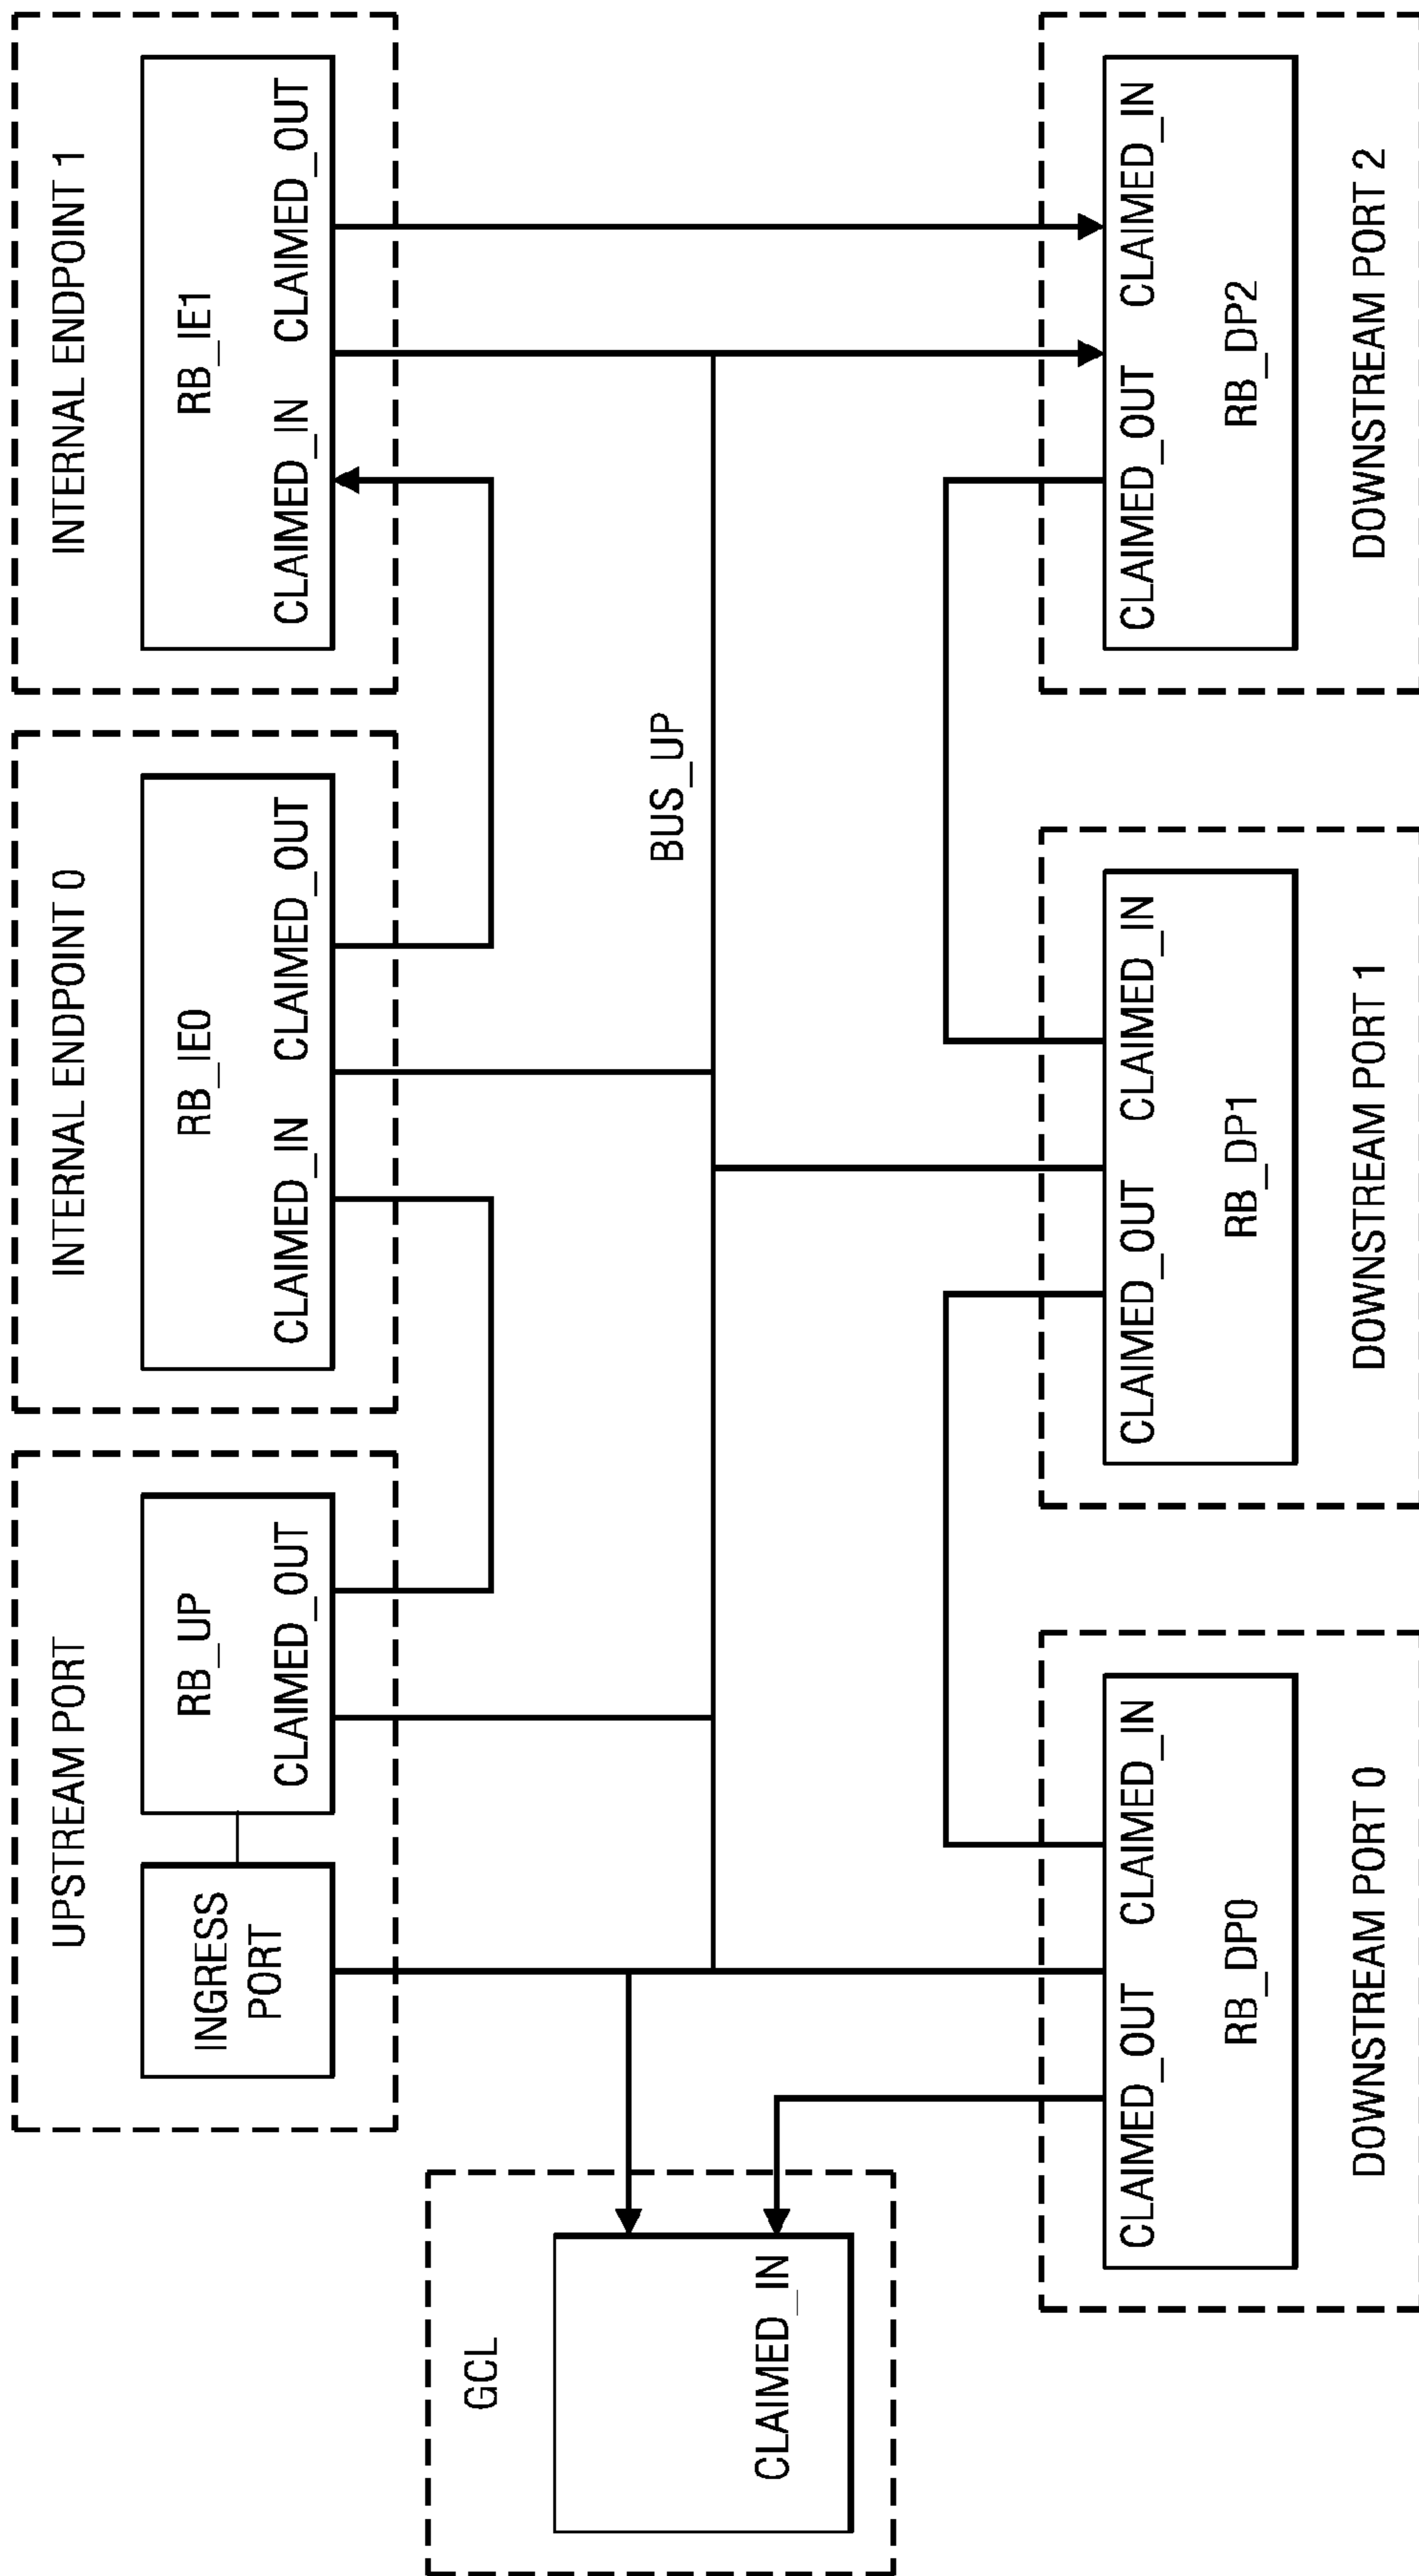 UPSTREAM PORT
INGRESS
PORT
RB_UP
CLAIMED_OUT
INTERNAL ENDPOINT 0
RB_IE0
CLAIMED_IN CLAIMED_OUT
INTERNAL ENDPOINT 1
RB_IE1
CLAIMED_IN CLAIMED_OUT
GCL
CLAIMED_IN
BUS_UP
CLAIMED_OUT CLAIMED_IN
RB_DP0
DOWNSTREAM PORT 0
CLAIMED_OUT CLAIMED_IN
RB_DP1
DOWNSTREAM PORT 1
CLAIMED_OUT CLAIMED_IN
RB_DP2
DOWNSTREAM PORT 2